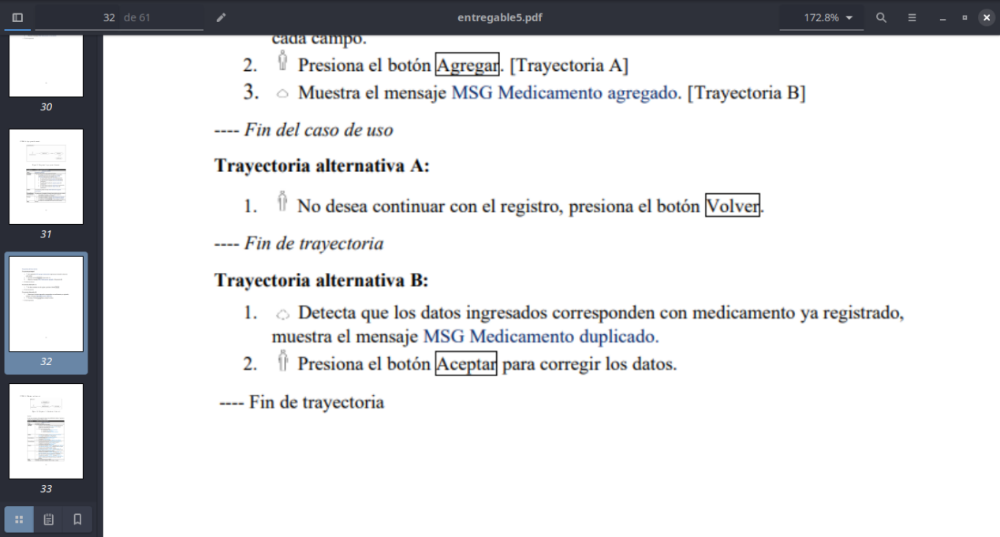 32 de 61
entregable5.pdf
172.8%
30
31
32
33
cada campo.
2. Presiona el botón Agregar. [Trayectoria A]
3. Muestra el mensaje MSG Medicamento agregado. [Trayectoria B]
---- Fin del caso de uso
Trayectoria alternativa A:
1. No desea continuar con el registro, presiona el botón Volver.
---- Fin de trayectoria
Trayectoria alternativa B:
1. Detecta que los datos ingresados corresponden con medicamento ya registrado,
muestra el mensaje MSG Medicamento duplicado.
2. Presiona el botón Aceptar para corregir los datos.
---- Fin de trayectoria